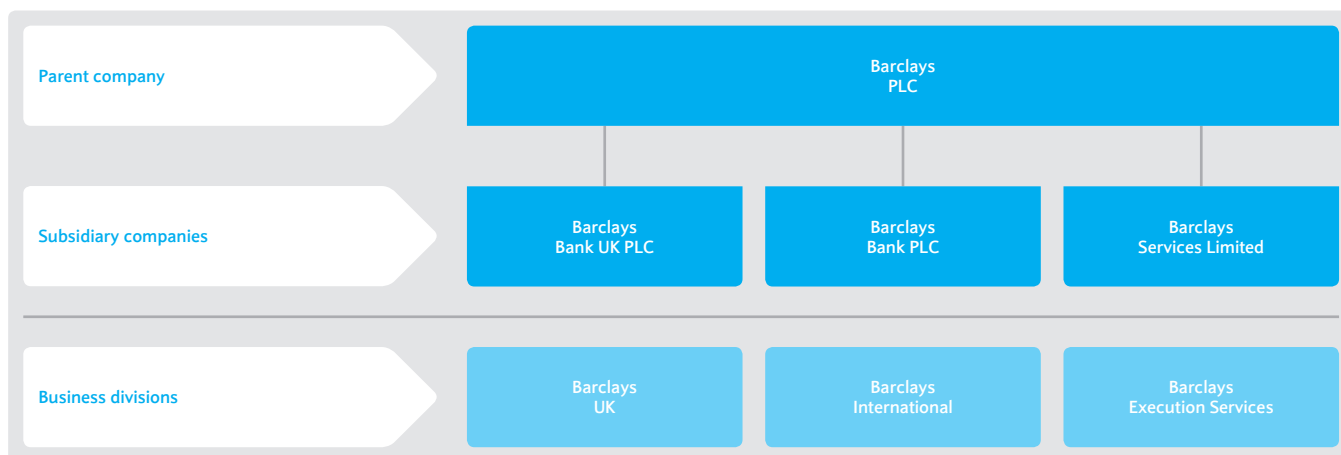 Parent company
Barclays
PLC
Subsidiary companies
Barclays
Bank UK PLC
Barclays
Bank PLC
Barclays
Services Limited
Business divisions
Barclays
UK
Barclays
International
Barclays
Execution Services